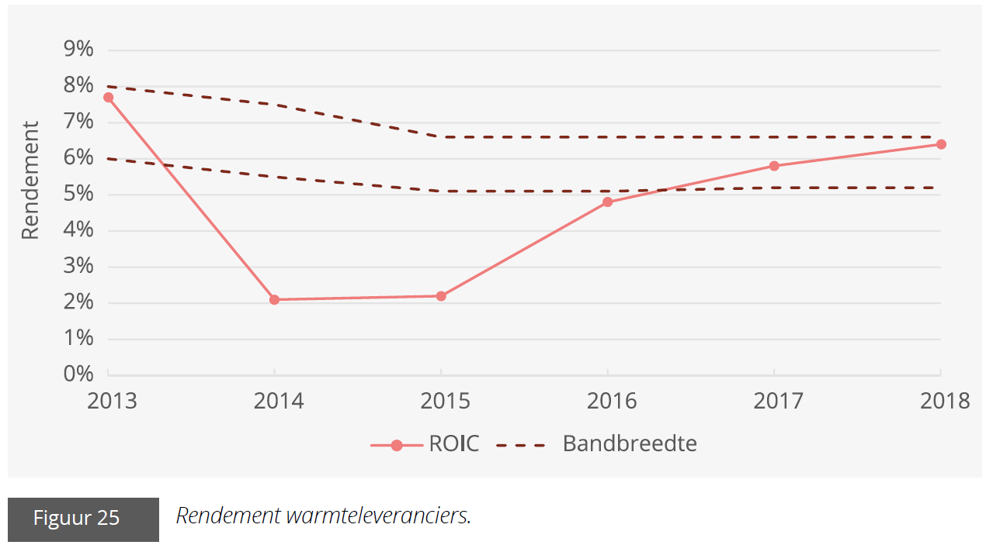 9%
8%
7%
6%
5%
4%
3%
2%
1%
0%
Rendement
2013 2014 2015 2016 2017 2018
ROIC Bandbreedte
Figuur 25 Rendement warmteleveranciers.